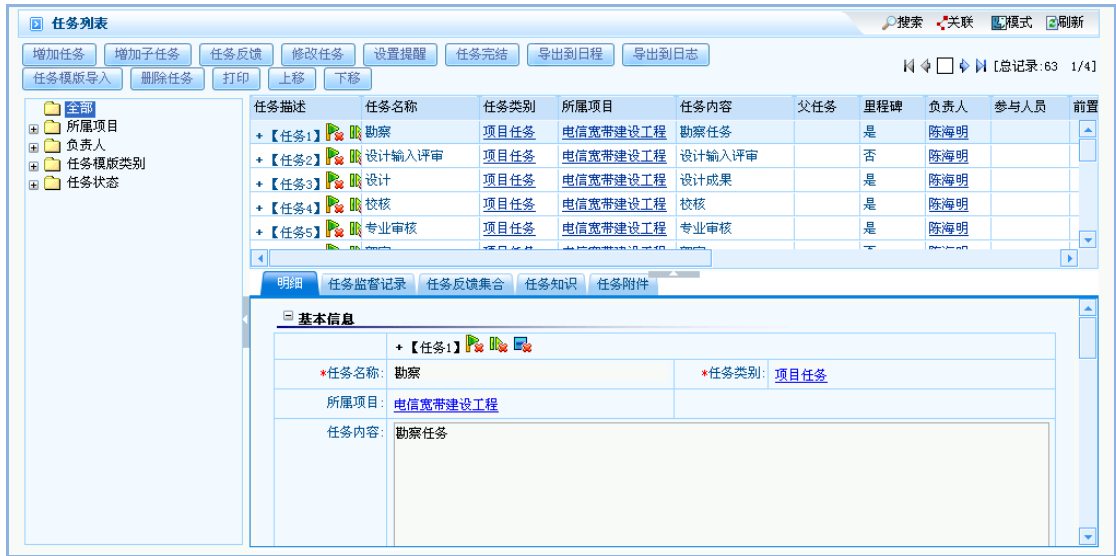 任务列表
搜索 关联 模式 刷新
增加任务 增加子任务 任务反馈 修改任务 设置提醒 任务完结 导出到日程 导出到日志
任务模版导入 删除任务 打印 上移 下移
[总记录:63 1/4]
全部
所属项目
负责人
任务模版类别
任务状态
任务描述 任务名称 任务类别 所属项目 任务内容 父任务 里程碑 负责人 参与人员 前置
+【任务1】 勘察 项目任务 电信宽带建设工程 勘察任务 是 陈海明
+【任务2】 设计输入评审 项目任务 电信宽带建设工程 设计输入评审 否 陈海明
+【任务3】 设计 项目任务 电信宽带建设工程 设计成果 是 陈海明
+【任务4】 校核 项目任务 电信宽带建设工程 校核 是 陈海明
+【任务5】 专业审核 项目任务 电信宽带建设工程 专业审核 是 陈海明
明细 任务监督记录 任务反馈集合 任务知识 任务附件
基本信息
+【任务1】
*任务名称: 勘察 *任务类别: 项目任务
所属项目: 电信宽带建设工程
任务内容: 勘察任务